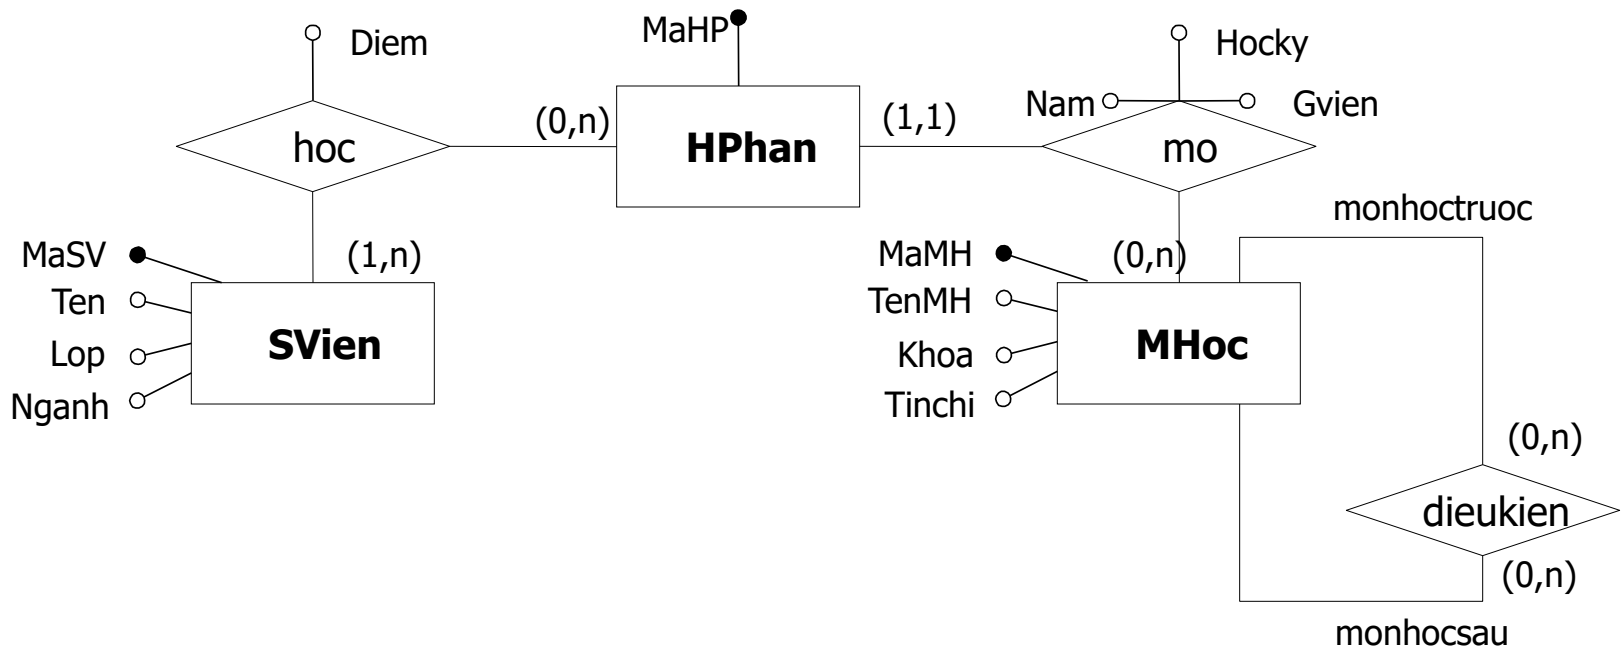 MaHP
Diem
Hocky
Nam
Gvien
(0,n)
(1,1)
hoc
HPhan
mo
monhoctruoc
MaSV
(1,n)
MaMH
(0,n)
Ten
TenMH
SVien
MHoc
Lop
Khoa
Nganh
Tinchi
(0,n)
dieukien
(0,n)
monhocsau